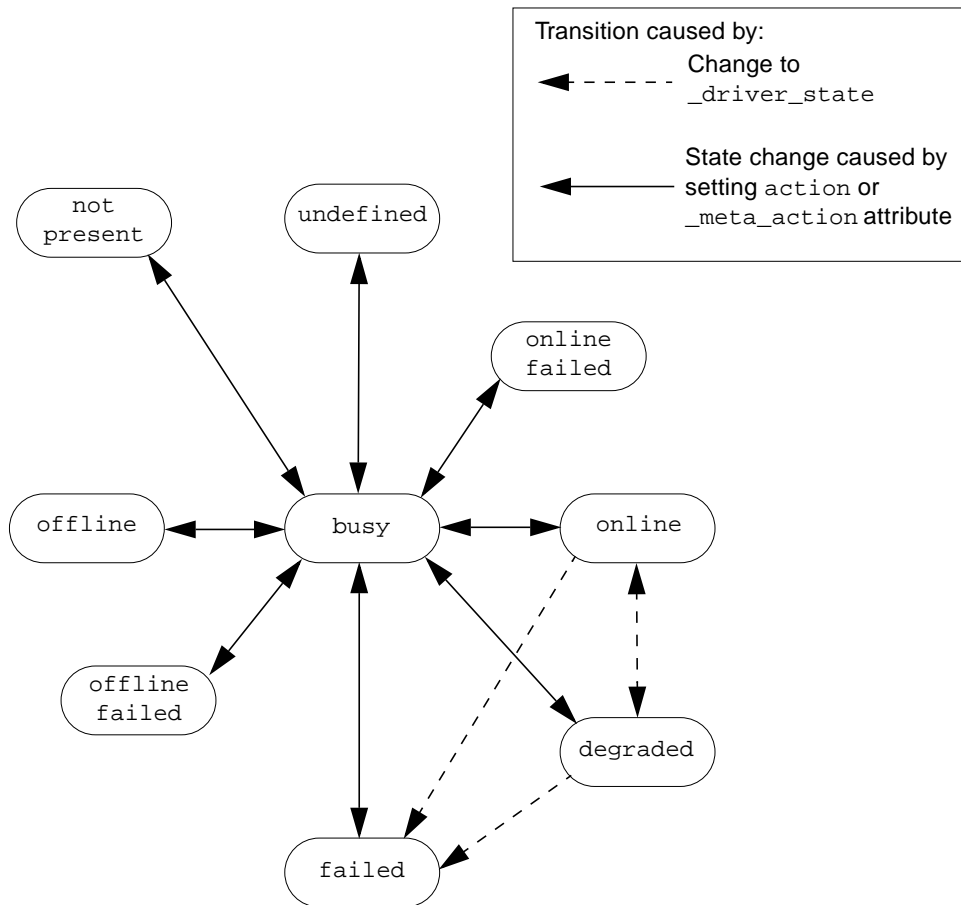 Transition caused by:
Change to
_driver_state
State change caused by
setting action or
_meta_action attribute
not
present
undefined
online
failed
offline
busy
online
offline
failed
degraded
failed